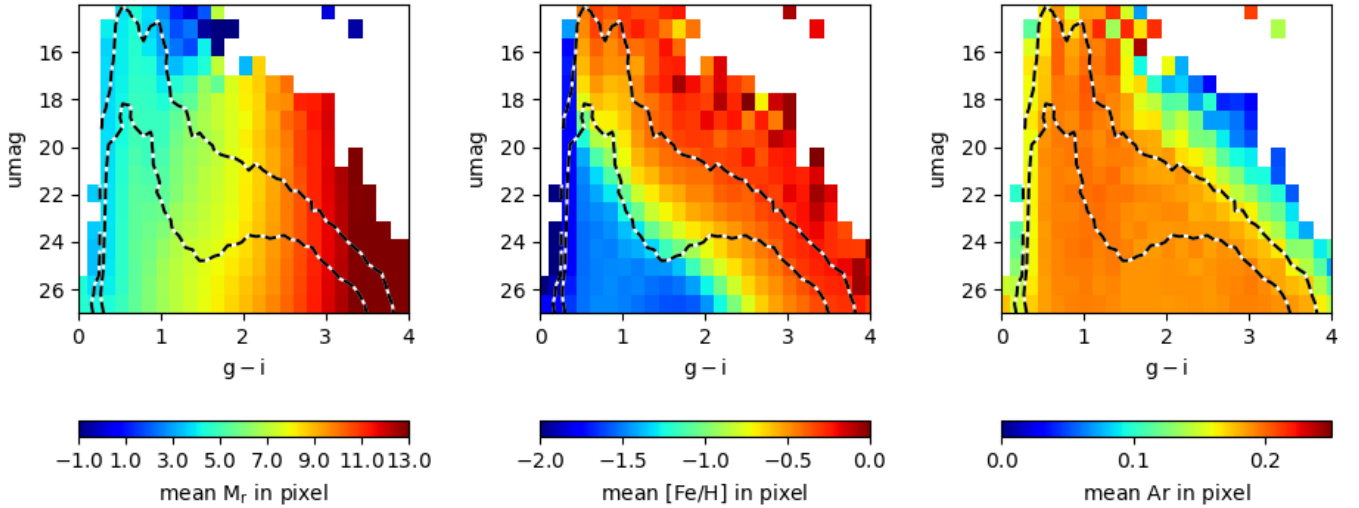 16
18
20
22
24
26
umag
0 1 2 3 4
g − i
−1.0 1.0 3.0 5.0 7.0 9.0 11.0 13.0
mean Mr in pixel
16
18
20
22
24
26
umag
0 1 2 3 4
g − i
−2.0 −1.5 −1.0 −0.5 0.0
mean [Fe/H] in pixel
16
18
20
22
24
26
umag
0 1 2 3 4
g − i
0.0 0.1 0.2
mean Ar in pixel